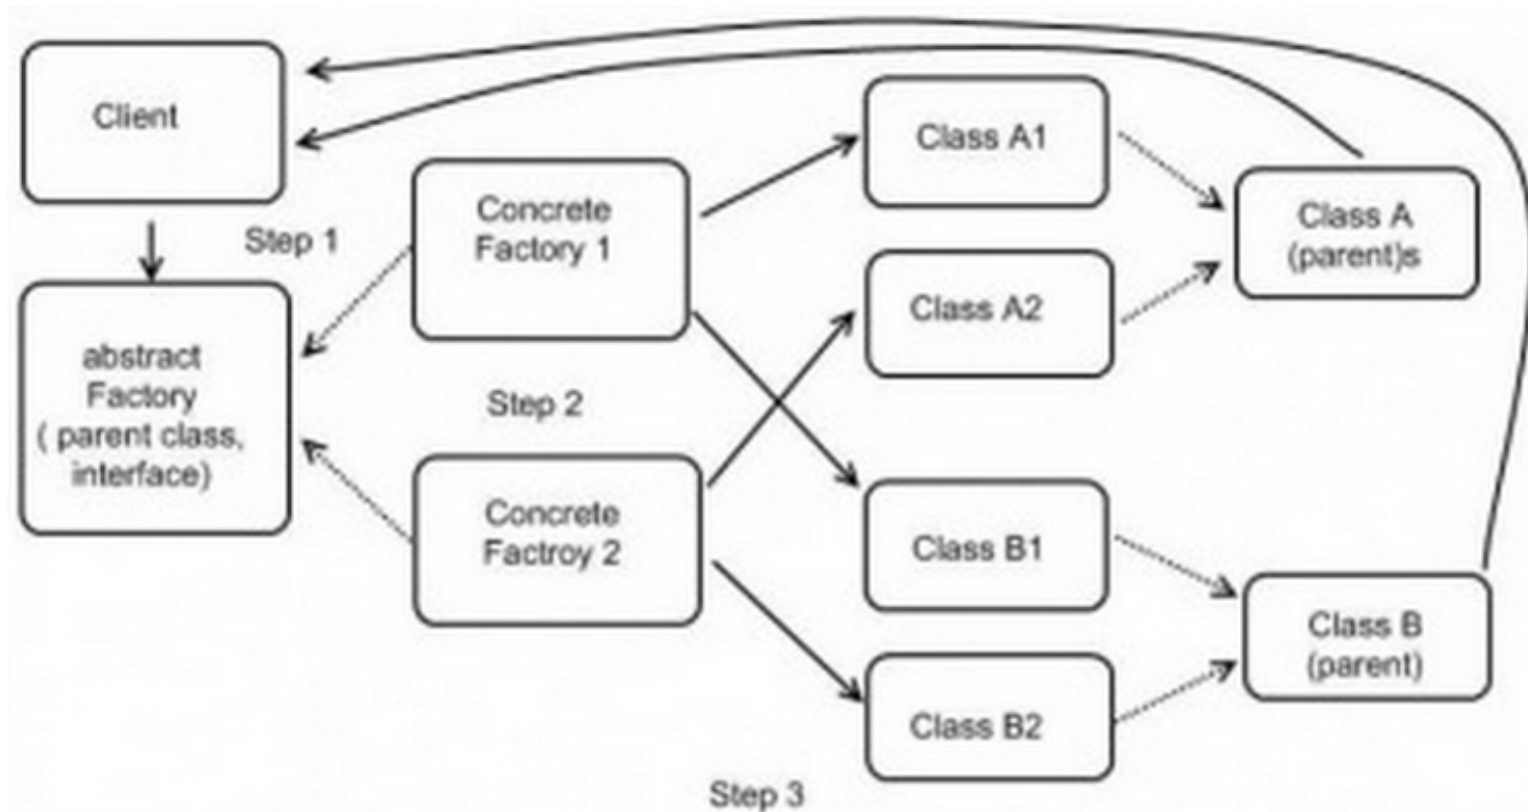 Client
Step 1
abstract
Factory
( parent class,
interface)
Concrete
Factory 1
Step 2
Concrete
Factroy 2
Class A1
Class A2
Class A
(parent)s
Class B1
Class B2
Class B
(parent)
Step 3